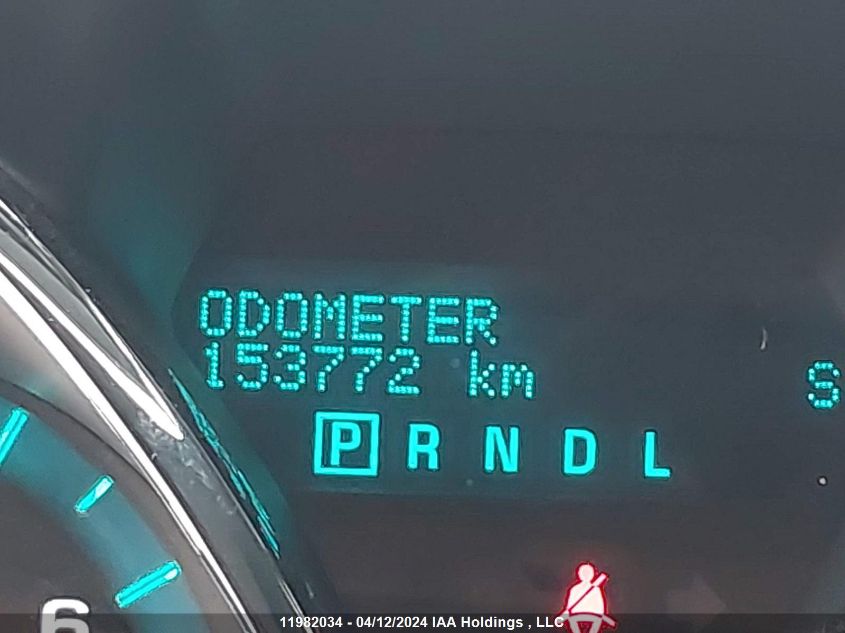 ODOMETER
153772 km
S
P R N D L
6
11982034 - 04/12/2024 IAA Holdings , LLC